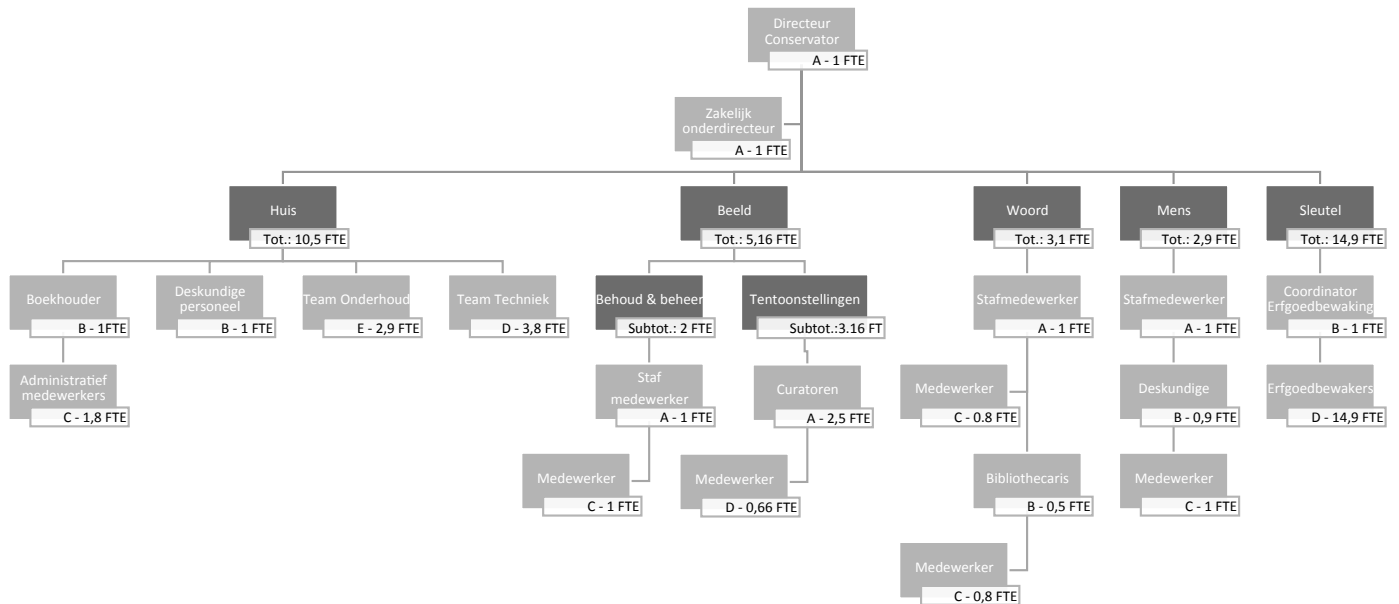 Directeur
Conservator
A - 1 FTE
Zakelijk
onderdirecteur
A - 1 FTE
Huis
Tot.: 10,5 FTE
Beeld
Tot.: 5,16 FTE
Woord
Tot.: 3,1 FTE
Mens
Tot.: 2,9 FTE
Sleutel
Tot.: 14,9 FTE
Boekhouder
B - 1FTE
Deskundige
personeel
B - 1 FTE
Team Onderhoud
E - 2,9 FTE
Team Techniek
D - 3,8 FTE
Behoud & beheer
Subtot.: 2 FTE
Tentoonstellingen
Subtot.:3.16 FT
Stafmedewerker
A - 1 FTE
Stafmedewerker
A - 1 FTE
Coordinator
Erfgoedbewaking
B - 1 FTE
Administratief
medewerkers
C - 1,8 FTE
Staf
medewerker
A - 1 FTE
Curatoren
A - 2,5 FTE
Medewerker
C - 0.8 FTE
Deskundige
B - 0,9 FTE
Erfgoedbewakers
D - 14,9 FTE
Medewerker
C - 1 FTE
Medewerker
D - 0,66 FTE
Bibliothecaris
B - 0,5 FTE
Medewerker
C - 1 FTE
Medewerker
C - 0,8 FTE